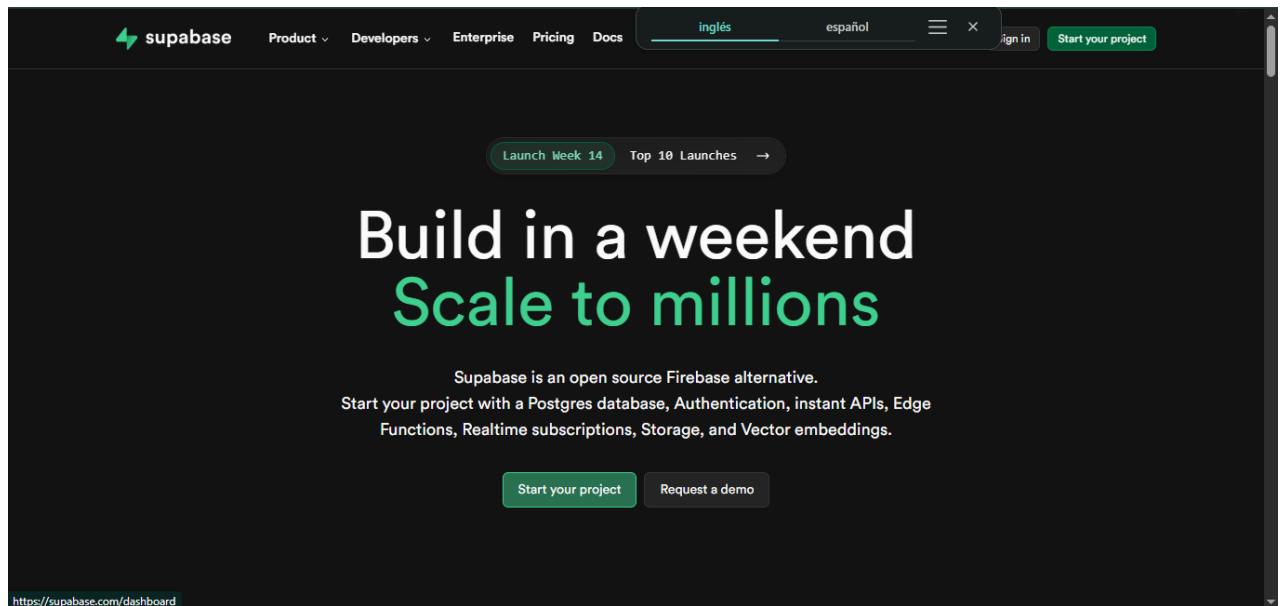 supabase Product Developers Enterprise Pricing Docs inglés español in Start your project
Launch Week 14 Top 10 Launches →
Build in a weekend
Scale to millions
Supabase is an open source Firebase alternative.
Start your project with a Postgres database, Authentication, instant APIs, Edge
Functions, Realtime subscriptions, Storage, and Vector embeddings.
Start your project Request a demo
https://supabase.com/dashboard